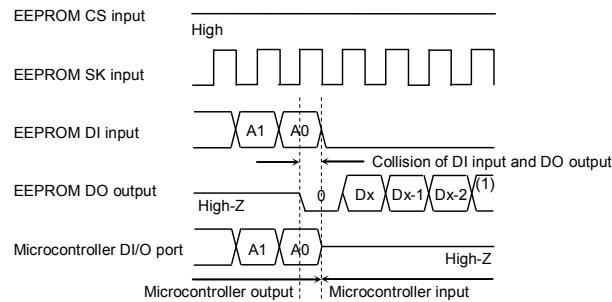 EEPROM CS input
High
EEPROM SK input
EEPROM DI input
A1 A0
Collision of DI input and DO output
EEPROM DO output
High-Z
0 Dx Dx-1 Dx-2 (1)
Microcontroller DI/O port
A1 A0
High-Z
Microcontroller output Microcontroller input